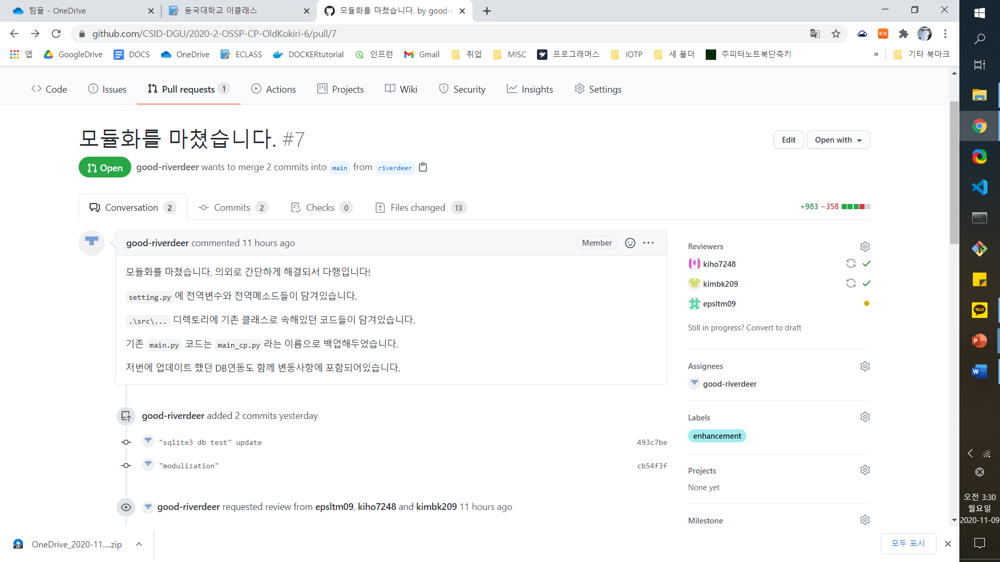 팀플 - OneDrive
동국대학교 이클래스
모듈화를 마쳤습니다. by good-r
github.com/CSID-DGU/2020-2-OSSP-CP-OldKokiri-6/pull/7
앱 GoogleDrive DOCS OneDrive ECLASS DOCKERtutorial 인프런 Gmail 취업 MISC 프로그래머스 IOTP 새 폴더 주피터노트북단축키 » 기타 북마크
Code Issues Pull requests 1 Actions Projects Wiki Security Insights Settings
모듈화를 마쳤습니다. #7
Edit Open with
Open good-riverdeer wants to merge 2 commits into main from riverdeer
Conversation 2 Commits 2 Checks 0 Files changed 13
+983 −358
good-riverdeer commented 11 hours ago Member
모듈화를 마쳤습니다. 의외로 간단하게 해결되서 다행입니다!
setting.py에 전역변수와 전역메소드들이 담겨있습니다.
.\src\... 디렉토리에 기존 클래스로 속해있던 코드들이 담겨있습니다.
기존 main.py 코드는 main_cp.py라는 이름으로 백업해두었습니다.
저번에 업데이트 했던 DB연동도 함께 변동사항에 포함되어있습니다.
good-riverdeer added 2 commits yesterday
"sqlite3 db test" update 493c7be
"modulization" cb54f3f
good-riverdeer requested review from epsltm09, kiho7248 and kimbk209 11 hours ago
Reviewers
kiho7248
kimbk209
epsltm09
Still in progress? Convert to draft
Assignees
good-riverdeer
Labels
enhancement
Projects
None yet
Milestone
OneDrive_2020-11....zip
모두 표시
EX
TALK
오전 3:30
월요일
2020-11-09